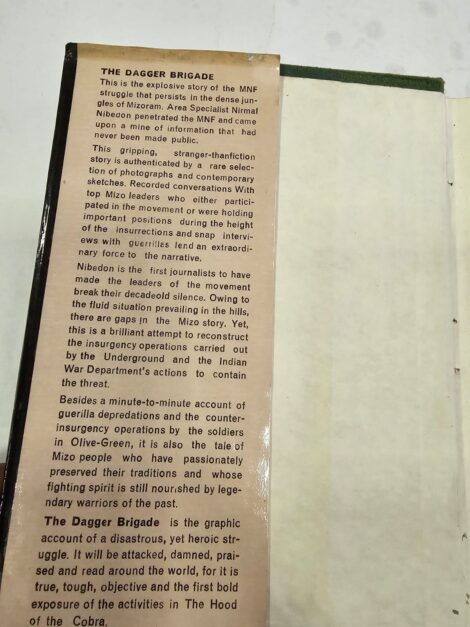 THE DAGGER BRIGADE
This is the explosive story of the MNF
struggle that persists in the dense jun-
gles of Mizoram. Area Specialist Nirmal
Nibedon penetrated the MNF and came
upon a mine of information that had
never been made public.
This gripping, stranger-thanfiction
story is authenticated by a rare selec-
tion of photographs and contemporary
sketches. Recorded conversations With
top Mizo leaders who either partici-
pated in the movement or were holding
important positions during the height
of the insurrections and snap intervi-
ews with guerrillas lend an extraordi-
nary force to the narrative.
Nibedon is the first journalists to have
made the leaders of the movement
break their decadeold silence. Owing to
the fluid situation prevailing in the hills,
there are gaps in the Mizo story. Yet,
this is a brilliant attempt to reconstruct
the insurgency operations carried out
by the Underground and the Indian
War Department's actions to contain
the threat.
Besides a minute-to-minute account of
guerilla depredations and the counter-
insurgency operations by the soldiers
in Olive-Green, it is also the tale of
Mizo people who have passionately
preserved their traditions and whose
fighting spirit is still nourished by lege-
ndary warriors of the past.
The Dagger Brigade is the graphic
account of a disastrous, yet heroic str-
uggle. It will be attacked, damned, prai-
sed and read around the world, for it is
true, tough, objective and the first bold
exposure of the activities in The Hood
of the Cobra.